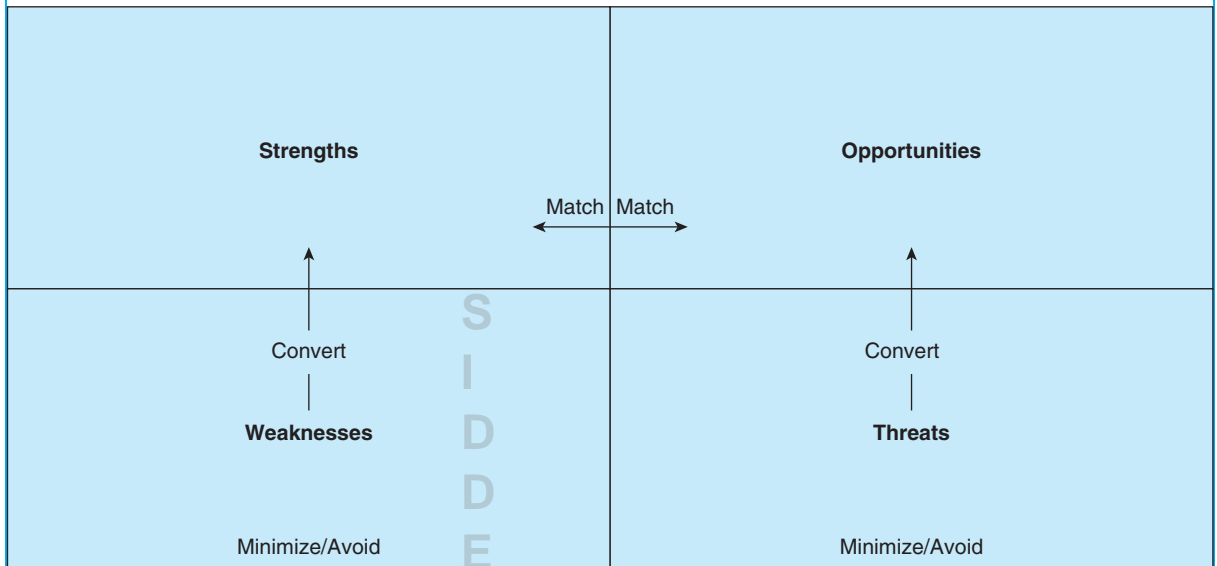 Strengths
Opportunities
Match Match
Convert
Convert
Weaknesses
Threats
Minimize/Avoid
Minimize/Avoid
S
I
D
D
E